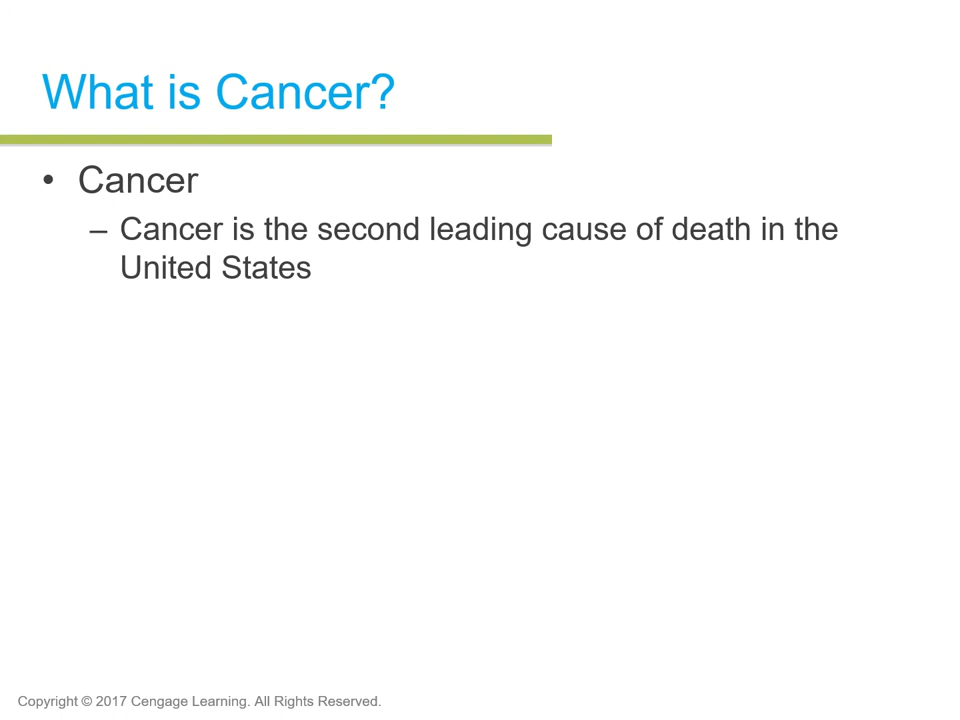 What is Cancer?
• Cancer
– Cancer is the second leading cause of death in the
United States
Copyright © 2017 Cengage Learning. All Rights Reserved.